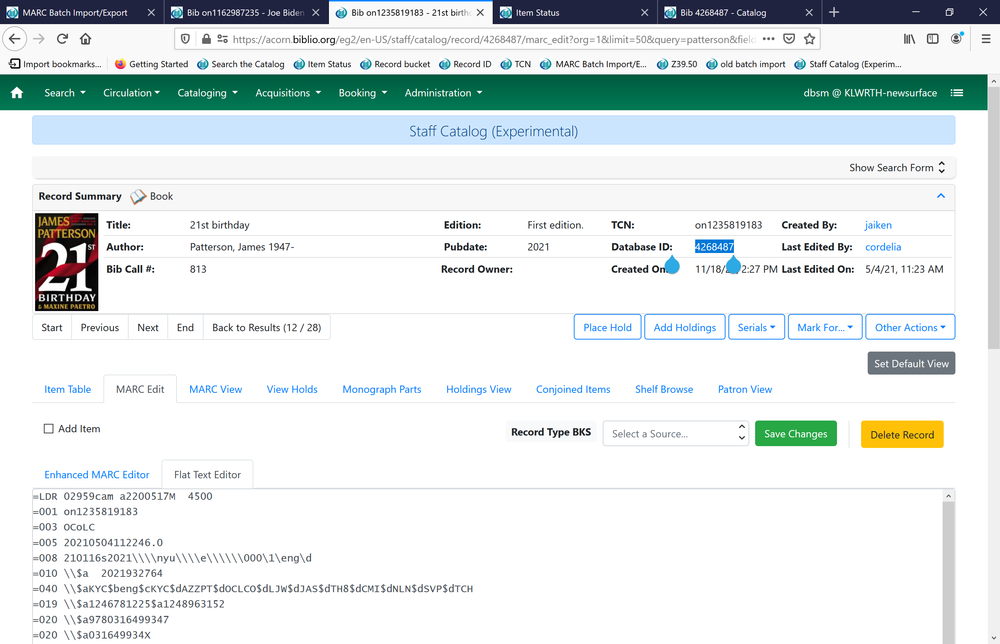 MARC Batch Import/Export
Bib on1162987235 - Joe Biden
Bib on1235819183 - 21st birth
Item Status
Bib 4268487 - Catalog
https://acorn.biblio.org/eg2/en-US/staff/catalog/record/4268487/marc_edit?org=1&limit=50&query=patterson&field
Import bookmarks... Getting Started Search the Catalog Item Status Record bucket Record ID TCN MARC Batch Import/E... Z39.50 old batch import Staff Catalog (Experim...
Search Circulation Cataloging Acquisitions Booking Administration dbsm @ KLWRTH-newsurface
Staff Catalog (Experimental)
Show Search Form
Record Summary Book
JAMES
PATTERSON
21ST
BIRTHDAY
& MAXINE PAETRO
Title: 21st birthday Edition: First edition. TCN: on1235819183 Created By: jaiken
Author: Patterson, James 1947- Pubdate: 2021 Database ID: 4268487 Last Edited By: cordelia
Bib Call #: 813 Record Owner: Created On: 11/18/2 2:27 PM Last Edited On: 5/4/21, 11:23 AM
Start Previous Next End Back to Results (12 / 28) Place Hold Add Holdings Serials Mark For... Other Actions
Set Default View
Item Table MARC Edit MARC View View Holds Monograph Parts Holdings View Conjoined Items Shelf Browse Patron View
Add Item Record Type BKS Select a Source... Save Changes Delete Record
Enhanced MARC Editor Flat Text Editor
=LDR 02959cam a2200517M  4500
=001 on1235819183
=003 OCoLC
=005 20210504112246.0
=008 210116s2021\\\\nyu\\\\e\\\\\\000\1\eng\d
=010 \\$a  2021932764
=040 \\$aKYC$beng$cKYC$dAZZPT$dOCLCO$dLJW$dJAS$dTH8$dCMI$dNLN$dSVP$dTCH
=019 \\$a1246781225$a1248963152
=020 \\$a9780316499347
=020 \\$a031649934X